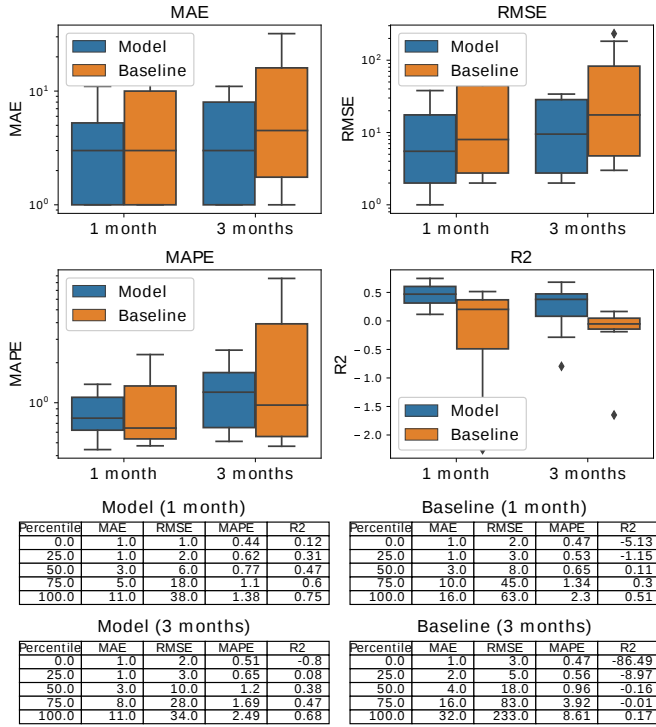 MAE
RMSE
Model
Baseline
Model
Baseline
MAE
RMSE
10¹
10⁰
10²
10¹
10⁰
1 month
3 months
1 month
3 months
MAPE
R2
Model
Baseline
Model
Baseline
MAPE
R2
10⁰
0.5
0.0
−0.5
−1.0
−1.5
−2.0
1 month
3 months
1 month
3 months
Model (1 month)
Percentile MAE RMSE MAPE R2
0.0 1.0 1.0 0.44 0.12
25.0 1.0 2.0 0.62 0.31
50.0 3.0 6.0 0.77 0.47
75.0 5.0 18.0 1.1 0.6
100.0 11.0 38.0 1.38 0.75
Baseline (1 month)
Percentile MAE RMSE MAPE R2
0.0 1.0 2.0 0.47 -5.13
25.0 1.0 3.0 0.53 -1.15
50.0 3.0 8.0 0.65 0.11
75.0 10.0 45.0 1.34 0.3
100.0 16.0 63.0 2.3 0.51
Model (3 months)
Percentile MAE RMSE MAPE R2
0.0 1.0 2.0 0.51 -0.8
25.0 1.0 3.0 0.65 0.08
50.0 3.0 10.0 1.2 0.38
75.0 8.0 28.0 1.69 0.47
100.0 11.0 34.0 2.49 0.68
Baseline (3 months)
Percentile MAE RMSE MAPE R2
0.0 1.0 3.0 0.47 -86.49
25.0 2.0 5.0 0.56 -8.97
50.0 4.0 18.0 0.96 -0.16
75.0 16.0 83.0 3.92 -0.01
100.0 32.0 233.0 8.61 0.17